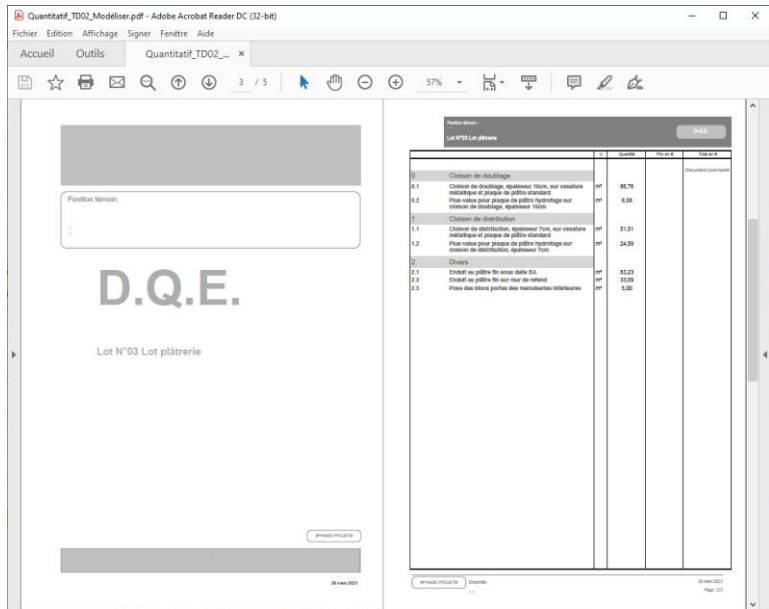 Quantitatif_TD02_Modéliser.pdf - Adobe Acrobat Reader DC (32-bit)
Fichier Edition Affichage Signer Fenêtre Aide
Accueil Outils Quantitatif_TD02_... ×
3 / 5 57%
Pavillon témoin
:
D.Q.E.
Lot N°03 Lot plâtrerie
28 mars 2023
Pavillon témoin -
Lot N°03 Lot plâtrerie
D.Q.E.
U Quantité Prix en € Total en €
Document provisoire
0 Cloison de doublage
0.1 Cloison de doublage, épaisseur 16cm, sur ossature m² 86,76
métallique et plaque de plâtre standard
0.2 Plus-value pour plaque de plâtre hydrofuge sur m²
cloison de doublage, épaisseur 16cm
1 Cloison de distribution
1.1 Cloison de distribution, épaisseur 7cm, sur ossature m² 51,51
métallique et plaque de plâtre standard
1.2 Plus-value pour plaque de plâtre hydrofuge sur m² 24,99
cloison de distribution, épaisseur 7cm
2 Divers
2.1 Enduit au plâtre fin sous dalle BA m² 83,23
2.2 Enduit au plâtre fin sur mur de refend m² 33,09
2.3 Pose des blocs portes des menuiseries intérieures m² 5,00
Ensemble
28 mars 2023